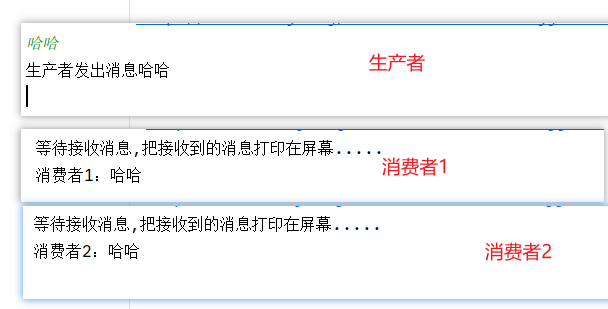 哈哈
生产者发出消息哈哈
生产者
等待接收消息,把接收到的消息打印在屏幕.....
消费者1: 哈哈
消费者1
等待接收消息,把接收到的消息打印在屏幕.....
消费者2: 哈哈
消费者2